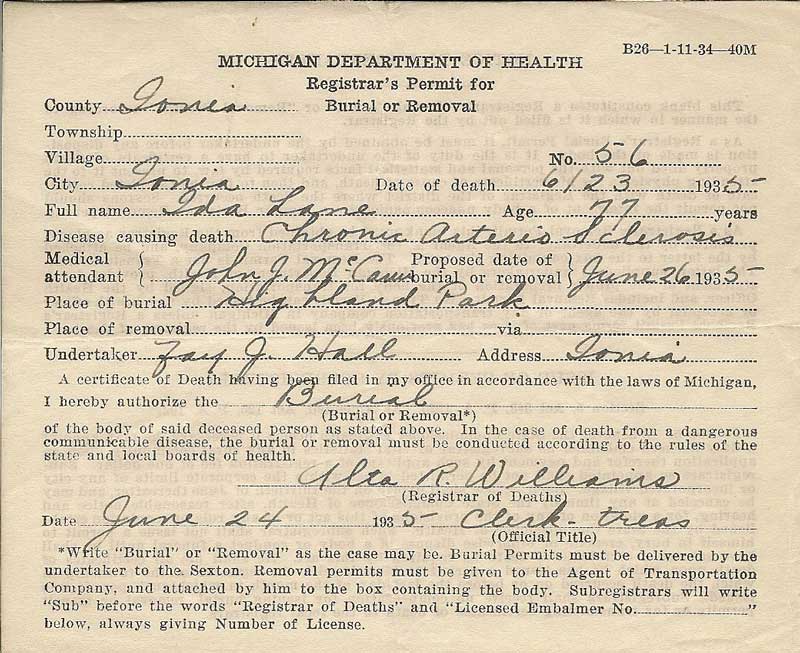 B26—1-11-34—40M
MICHIGAN DEPARTMENT OF HEALTH
Registrar's Permit for
County Ionia Burial or Removal
Township
Village No. 56
City Ionia Date of death 6/23 1935
Full name Ida Lane Age 77 years
Disease causing death Chronic Arterio Sclerosis
Medical attendant { John J. McCann Proposed date of burial or removal } June 26 1935
Place of burial Highland Park
Place of removal via
Undertaker Fay J. Hall Address Ionia
A certificate of Death having been filed in my office in accordance with the laws of Michigan,
I hereby authorize the Burial
(Burial or Removal*)
of the body of said deceased person as stated above. In the case of death from a dangerous
communicable disease, the burial or removal must be conducted according to the rules of the
state and local boards of health.
Alta R. Williams
(Registrar of Deaths)
Date June 24 1935 Clerk-treas
(Official Title)
*Write "Burial" or "Removal" as the case may be. Burial Permits must be delivered by the
undertaker to the Sexton. Removal permits must be given to the Agent of Transportation
Company, and attached by him to the box containing the body. Subregistrars will write
"Sub" before the words "Registrar of Deaths" and "Licensed Embalmer No. "
below, always giving Number of License.